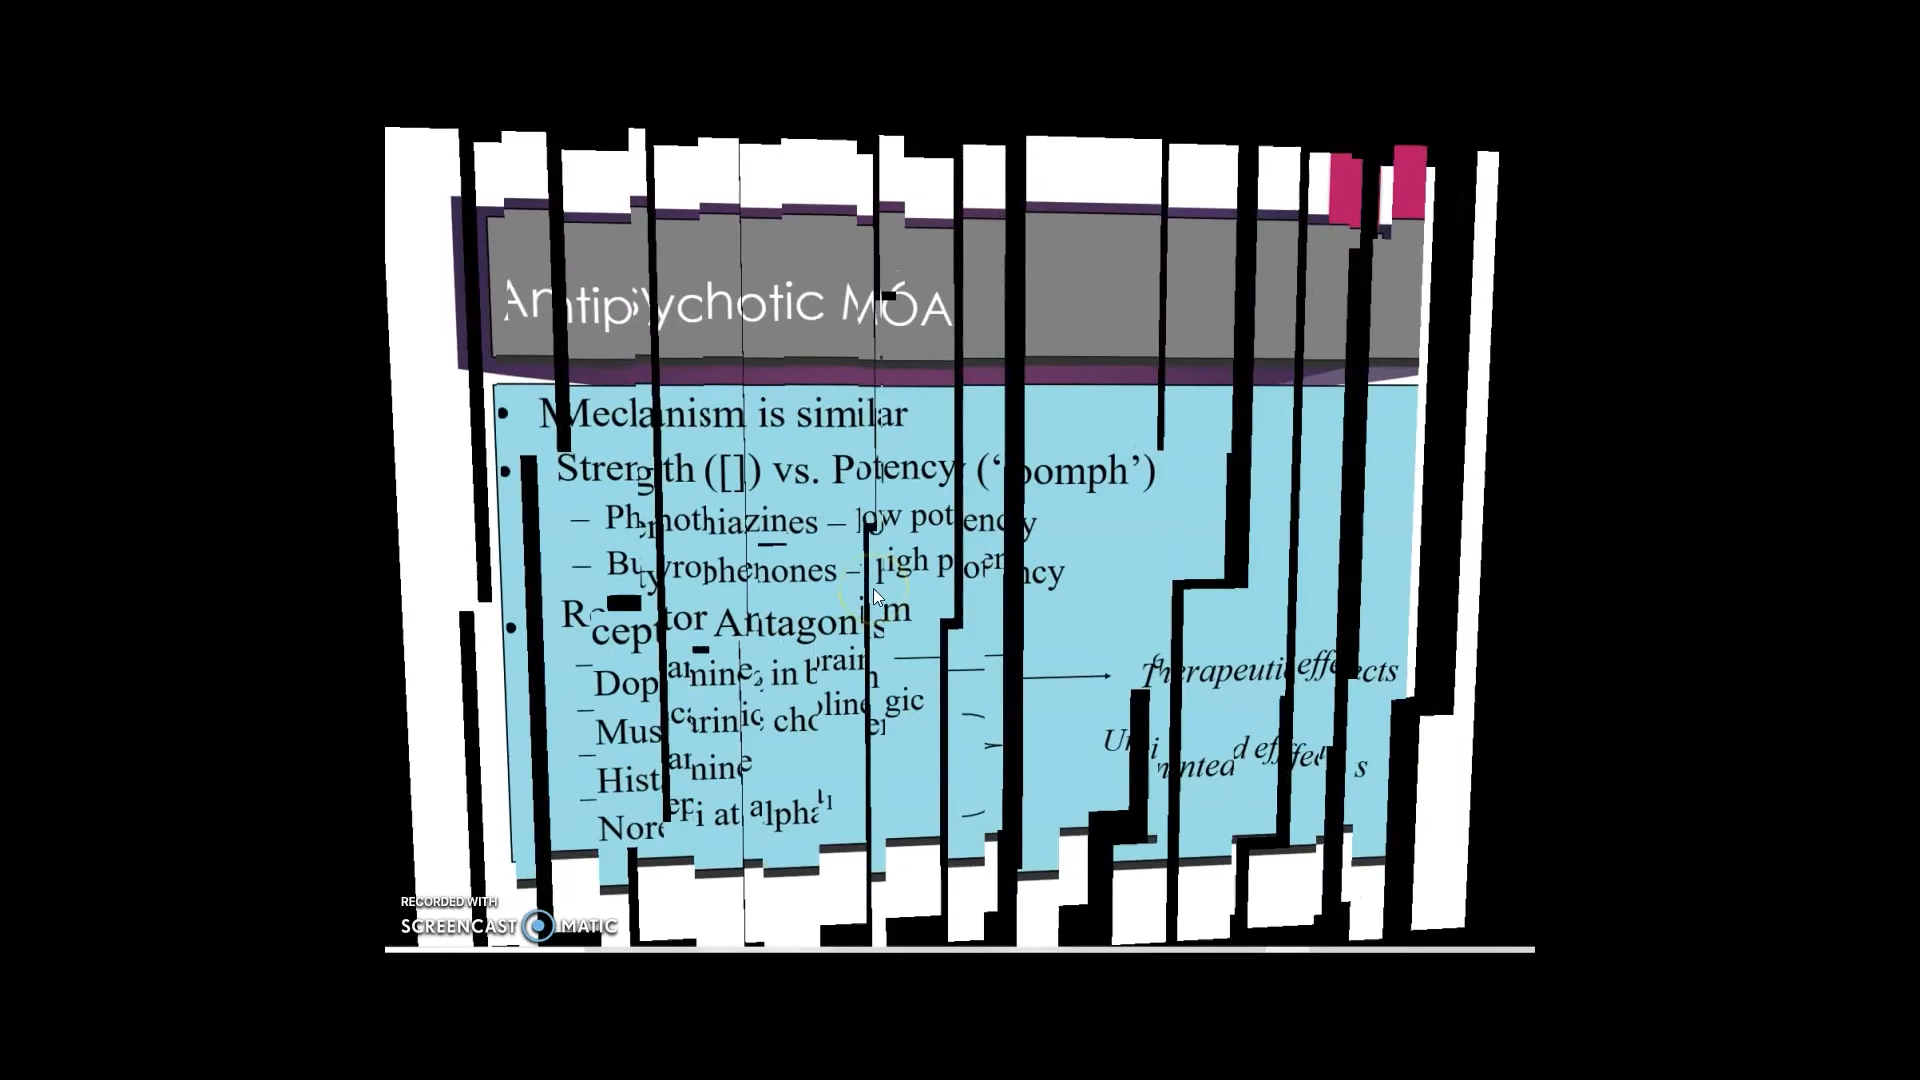 Antipsychotic MOA
• Mechanism is similar
• Strength ([]) vs. Potency (‘oomph’)
– Phenothiazines – low potency
– Butyrophenones – high potency
• Receptor Antagonism
– Dopamine, in brain Therapeutic effects
– Muscarinic cholinergic
– Histamine Unwanted effects
– Norepi at alpha1
RECORDED WITH
SCREENCAST MATIC